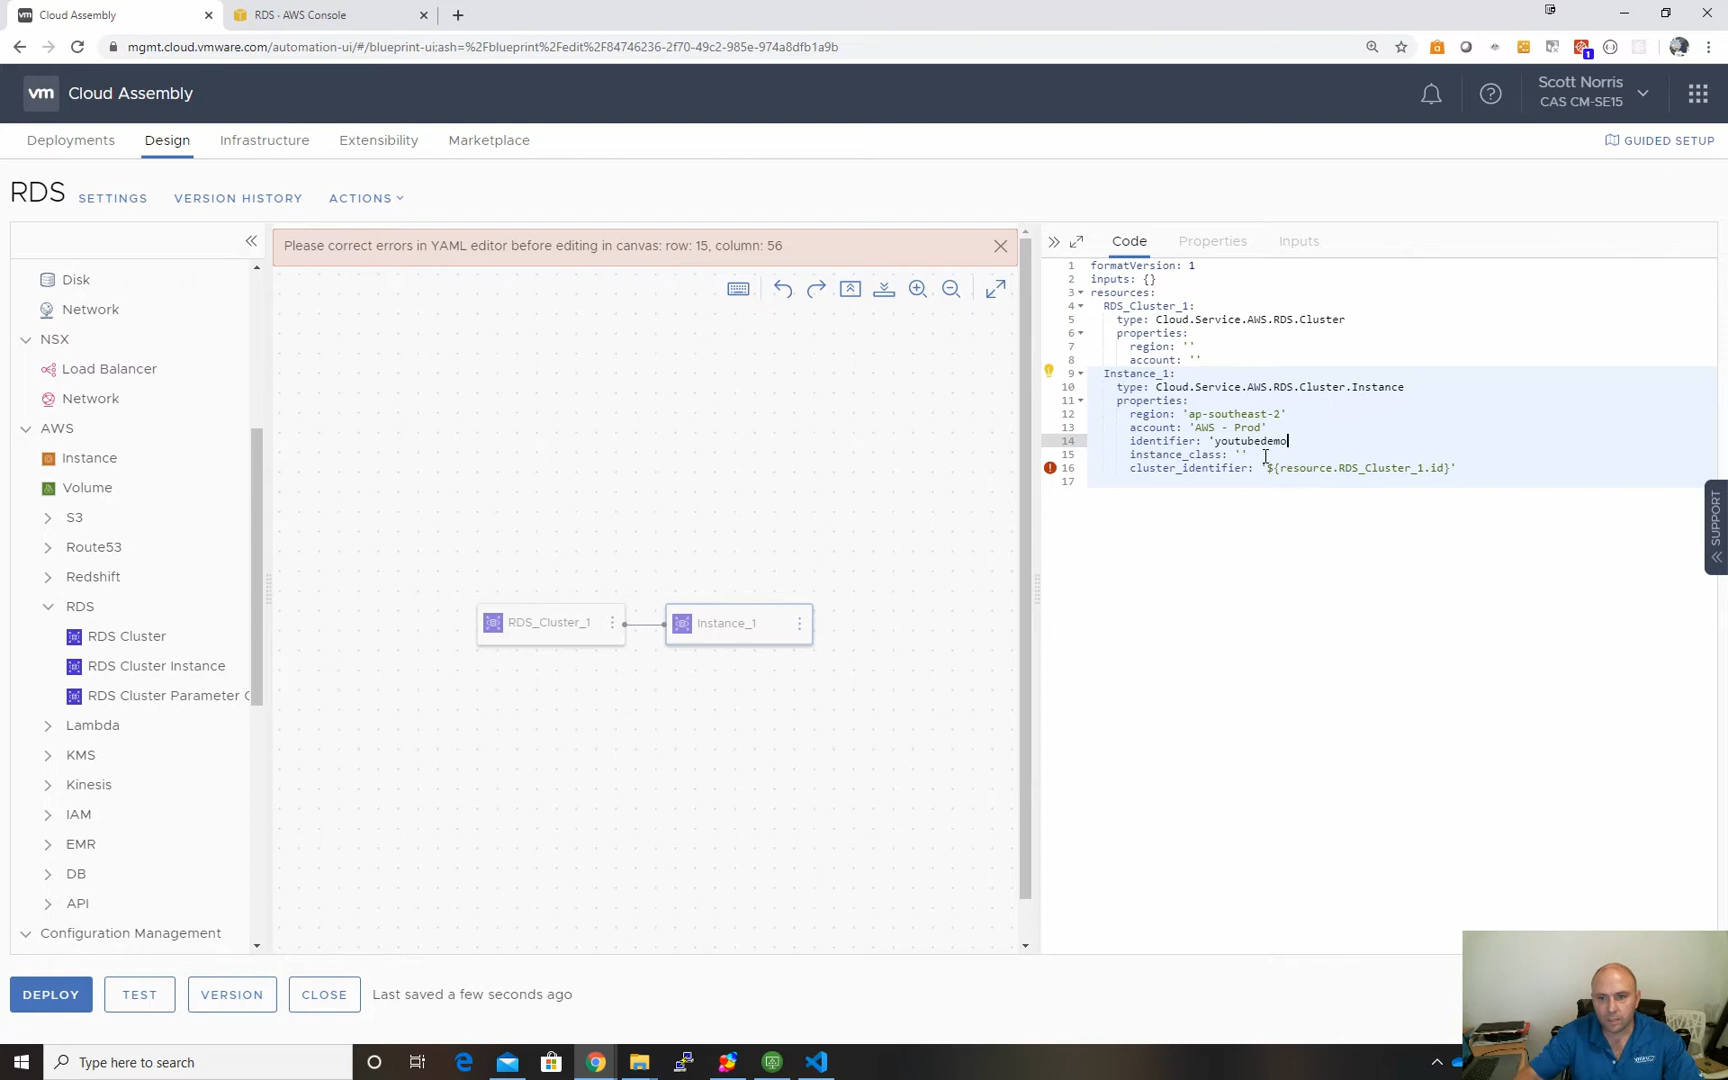 Cloud Assembly
RDS · AWS Console
mgmt.cloud.vmware.com/automation-ui/#/blueprint-ui;ash=%2Fblueprint%2Fedit%2F84746236-2f70-49c2-985e-974a8dfb1a9b
1
vm
Cloud Assembly
Scott Norris
CAS CM-SE15
Deployments
Design
Infrastructure
Extensibility
Marketplace
GUIDED SETUP
RDS
SETTINGS
VERSION HISTORY
ACTIONS
Disk
Network
NSX
Load Balancer
Network
AWS
Instance
Volume
S3
Route53
Redshift
RDS
RDS Cluster
RDS Cluster Instance
RDS Cluster Parameter
Lambda
KMS
Kinesis
IAM
EMR
DB
API
Configuration Management
Please correct errors in YAML editor before editing in canvas: row: 15, column: 56
RDS_Cluster_1
Instance_1
Code
Properties
Inputs
1 formatVersion: 1
2 inputs: {}
3 resources:
4 RDS_Cluster_1:
5 type: Cloud.Service.AWS.RDS.Cluster
6 properties:
7 region: ''
8 account: ''
9 Instance_1:
10 type: Cloud.Service.AWS.RDS.Cluster.Instance
11 properties:
12 region: 'ap-southeast-2'
13 account: 'AWS - Prod'
14 identifier: 'youtubedemo
15 instance_class: ''
16 cluster_identifier: '${resource.RDS_Cluster_1.id}'
17
SUPPORT
DEPLOY
TEST
VERSION
CLOSE
Last saved a few seconds ago
Type here to search